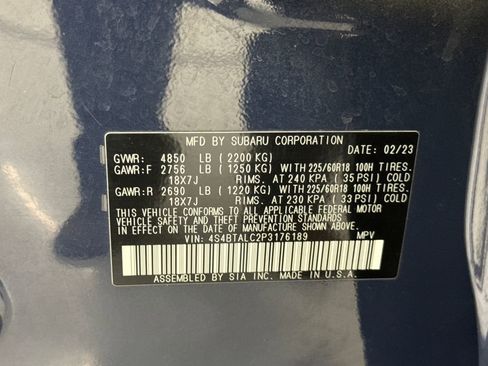 MFD BY SUBARU CORPORATION
DATE: 02/23
GVWR: 4850 LB (2200 KG)
GAWR:F 2756 LB (1250 KG) WITH 225/60R18 100H TIRES.
18X7J RIMS. AT 240 KPA (35PSI) COLD
GAWR:R 2690 LB (1220 KG) WITH 225/60R18 100H TIRES.
18X7J RIMS. AT 230 KPA (33PSI) COLD
THIS VEHICLE CONFORMS TO ALL APPLICABLE FEDERAL MOTOR
VEHICLE SAFETY, BUMPER, AND THEFT PREVENTION STANDARDS
IN EFFECT ON THE DATE OF MANUFACTURE SHOWN ABOVE.
VIN: 4S4BTALC2P3176189 MPV
ASSEMBLED BY SIA INC. MADE IN U.S.A.